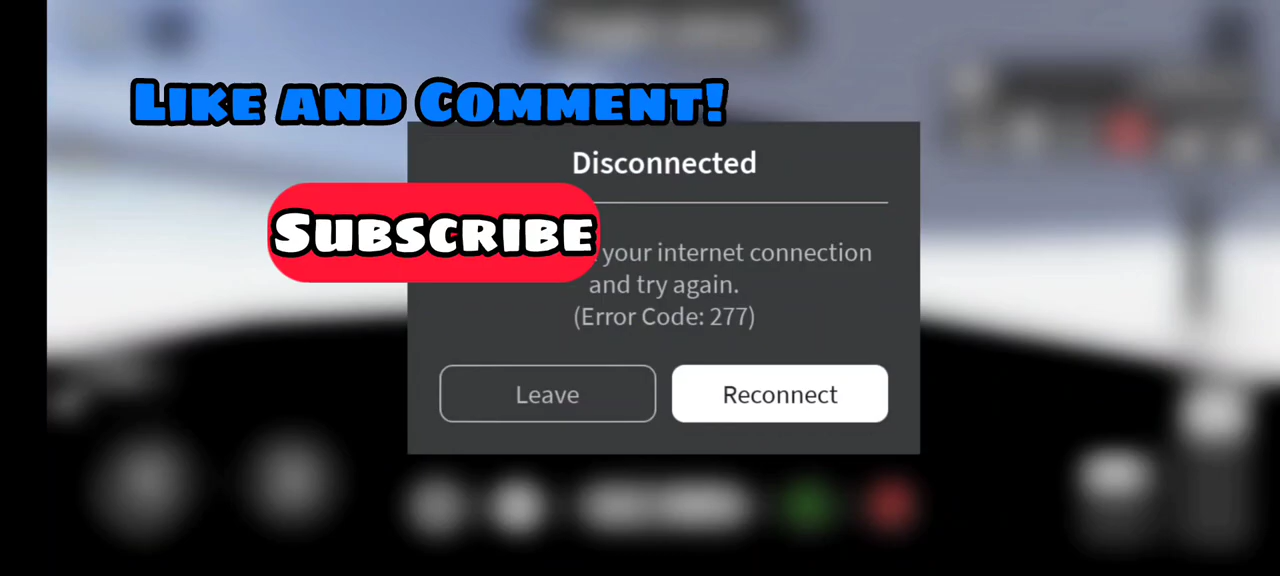 Like and Comment!
Disconnected
Subscribe
your internet connection
and try again.
(Error Code: 277)
Leave
Reconnect